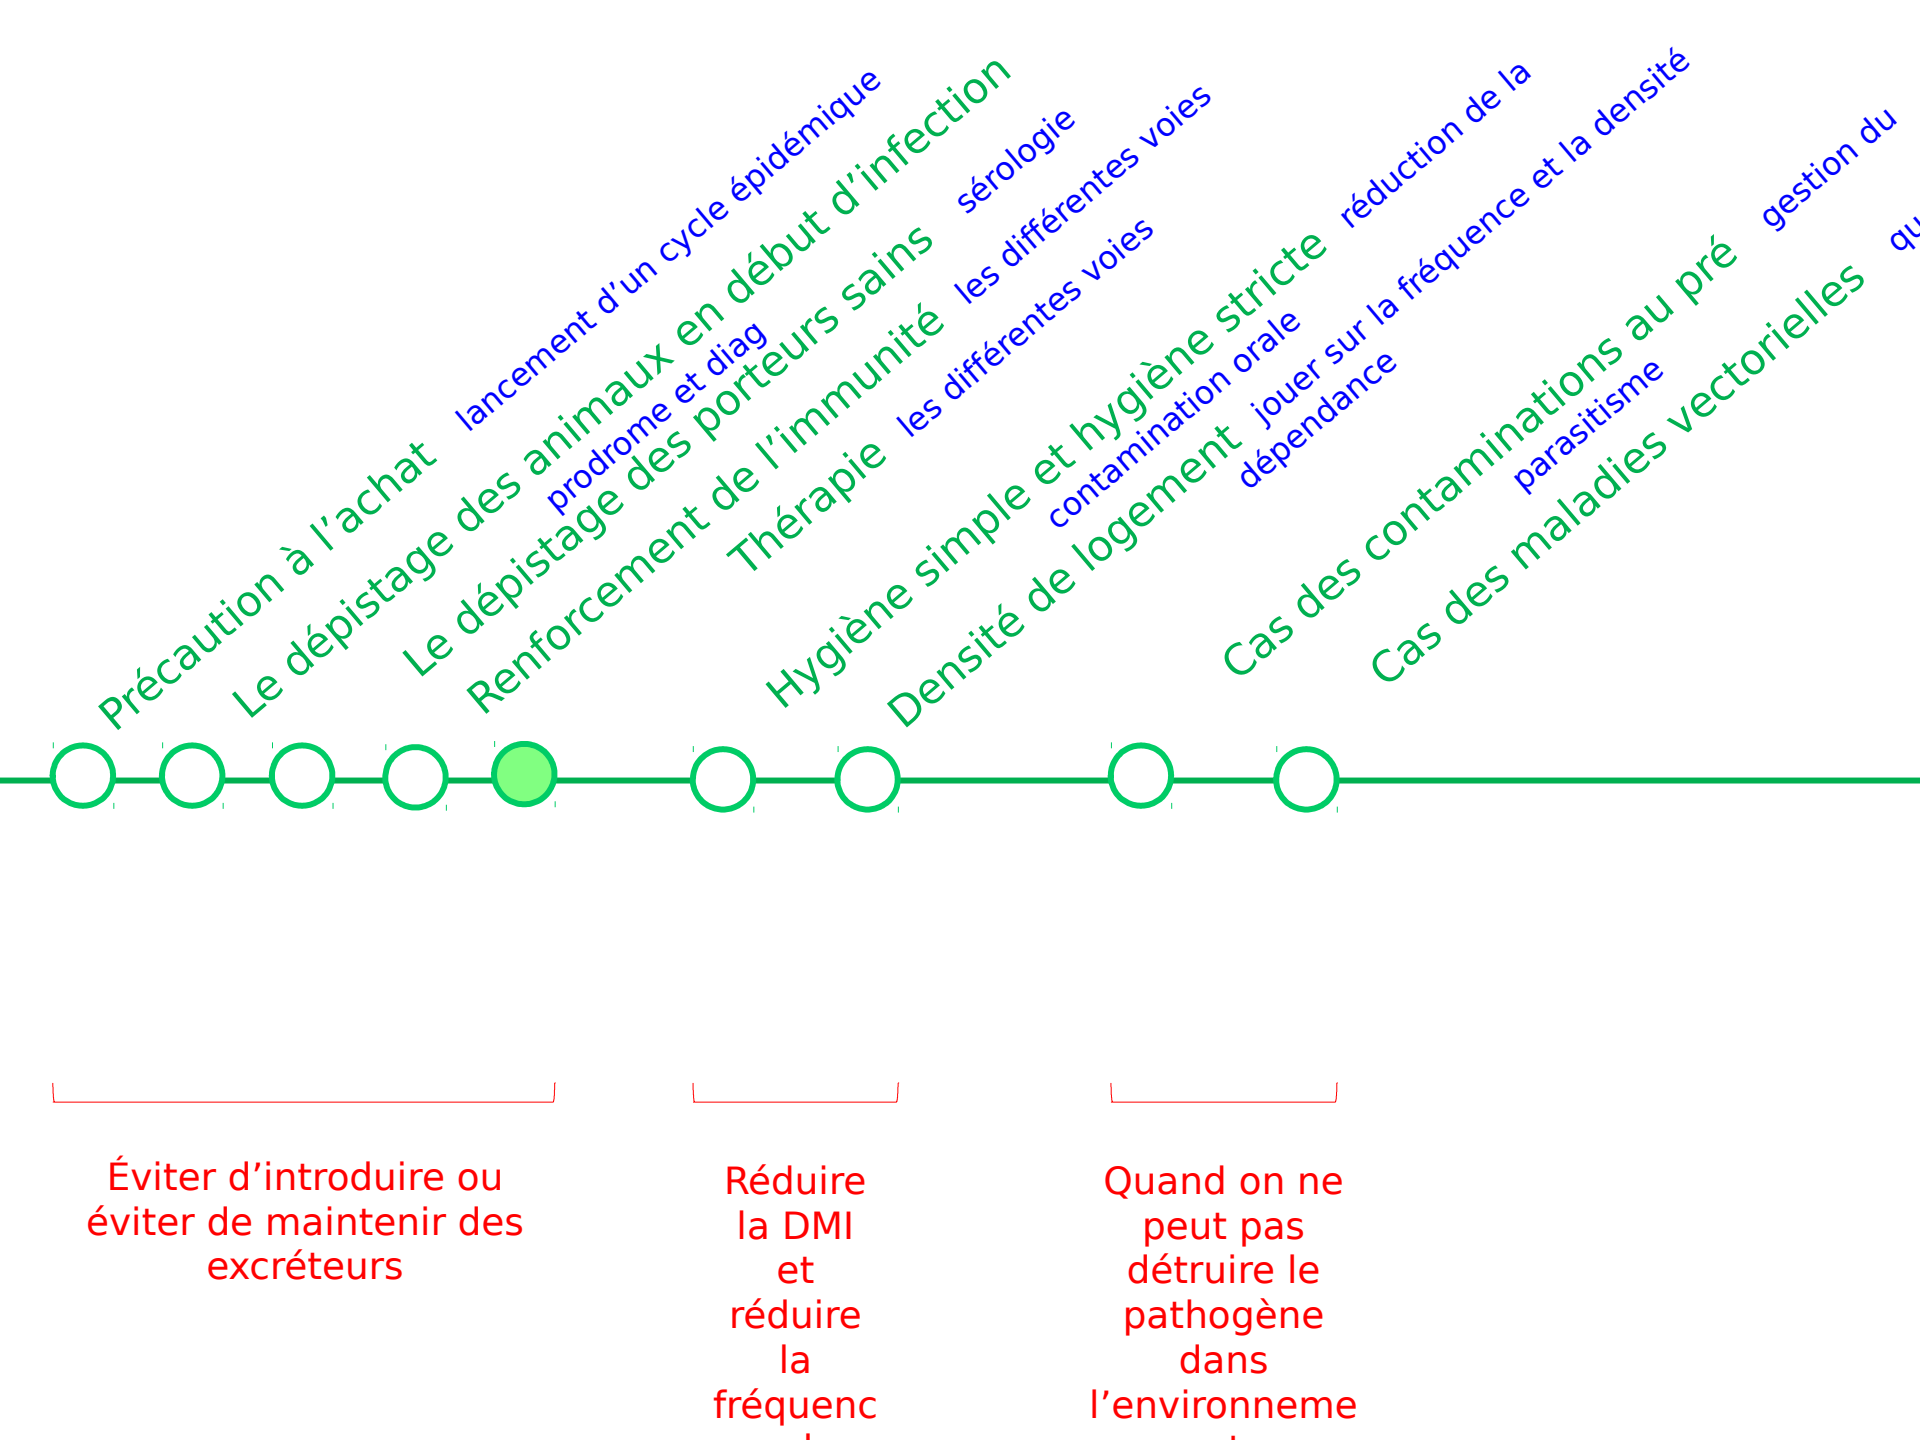 Précaution à l’achat lancement d’un cycle épidémique
Le dépistage des animaux en début d’infection
prodrome et diag
Le dépistage des porteurs sains sérologie
Renforcement de l’immunité les différentes voies
Thérapie les différentes voies
Hygiène simple et hygiène stricte réduction de la
contamination orale
Densité de logement jouer sur la fréquence et la densité
dépendance
Cas des contaminations au pré gestion du
parasitisme
Cas des maladies vectorielles
Éviter d’introduire ou
éviter de maintenir des
excréteurs
Réduire
la DMI
et
réduire
la
fréquenc
Quand on ne
peut pas
détruire le
pathogène
dans
l’environneme